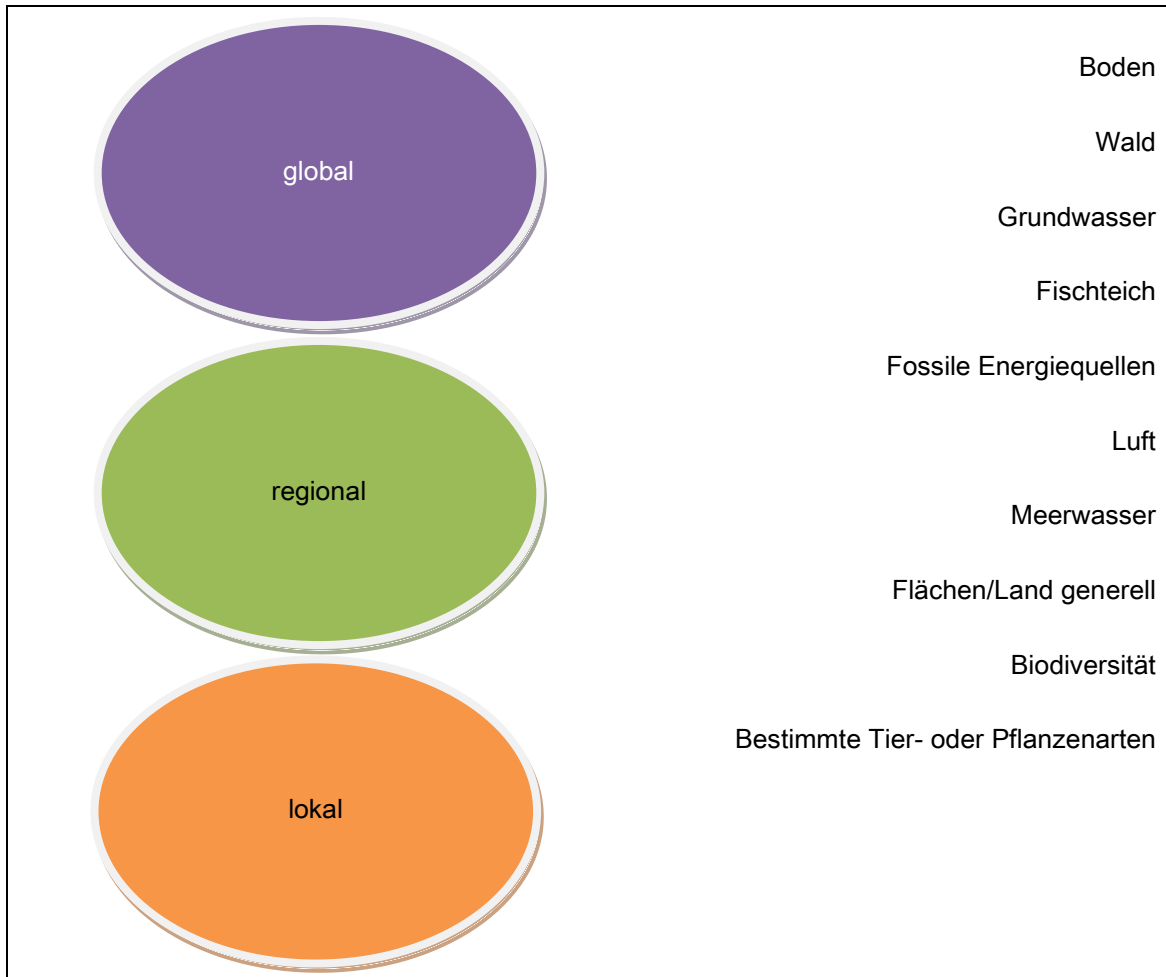 global
regional
lokal
Boden
Wald
Grundwasser
Fischteich
Fossile Energiequellen
Luft
Meerwasser
Flächen/Land generell
Biodiversität
Bestimmte Tier- oder Pflanzenarten